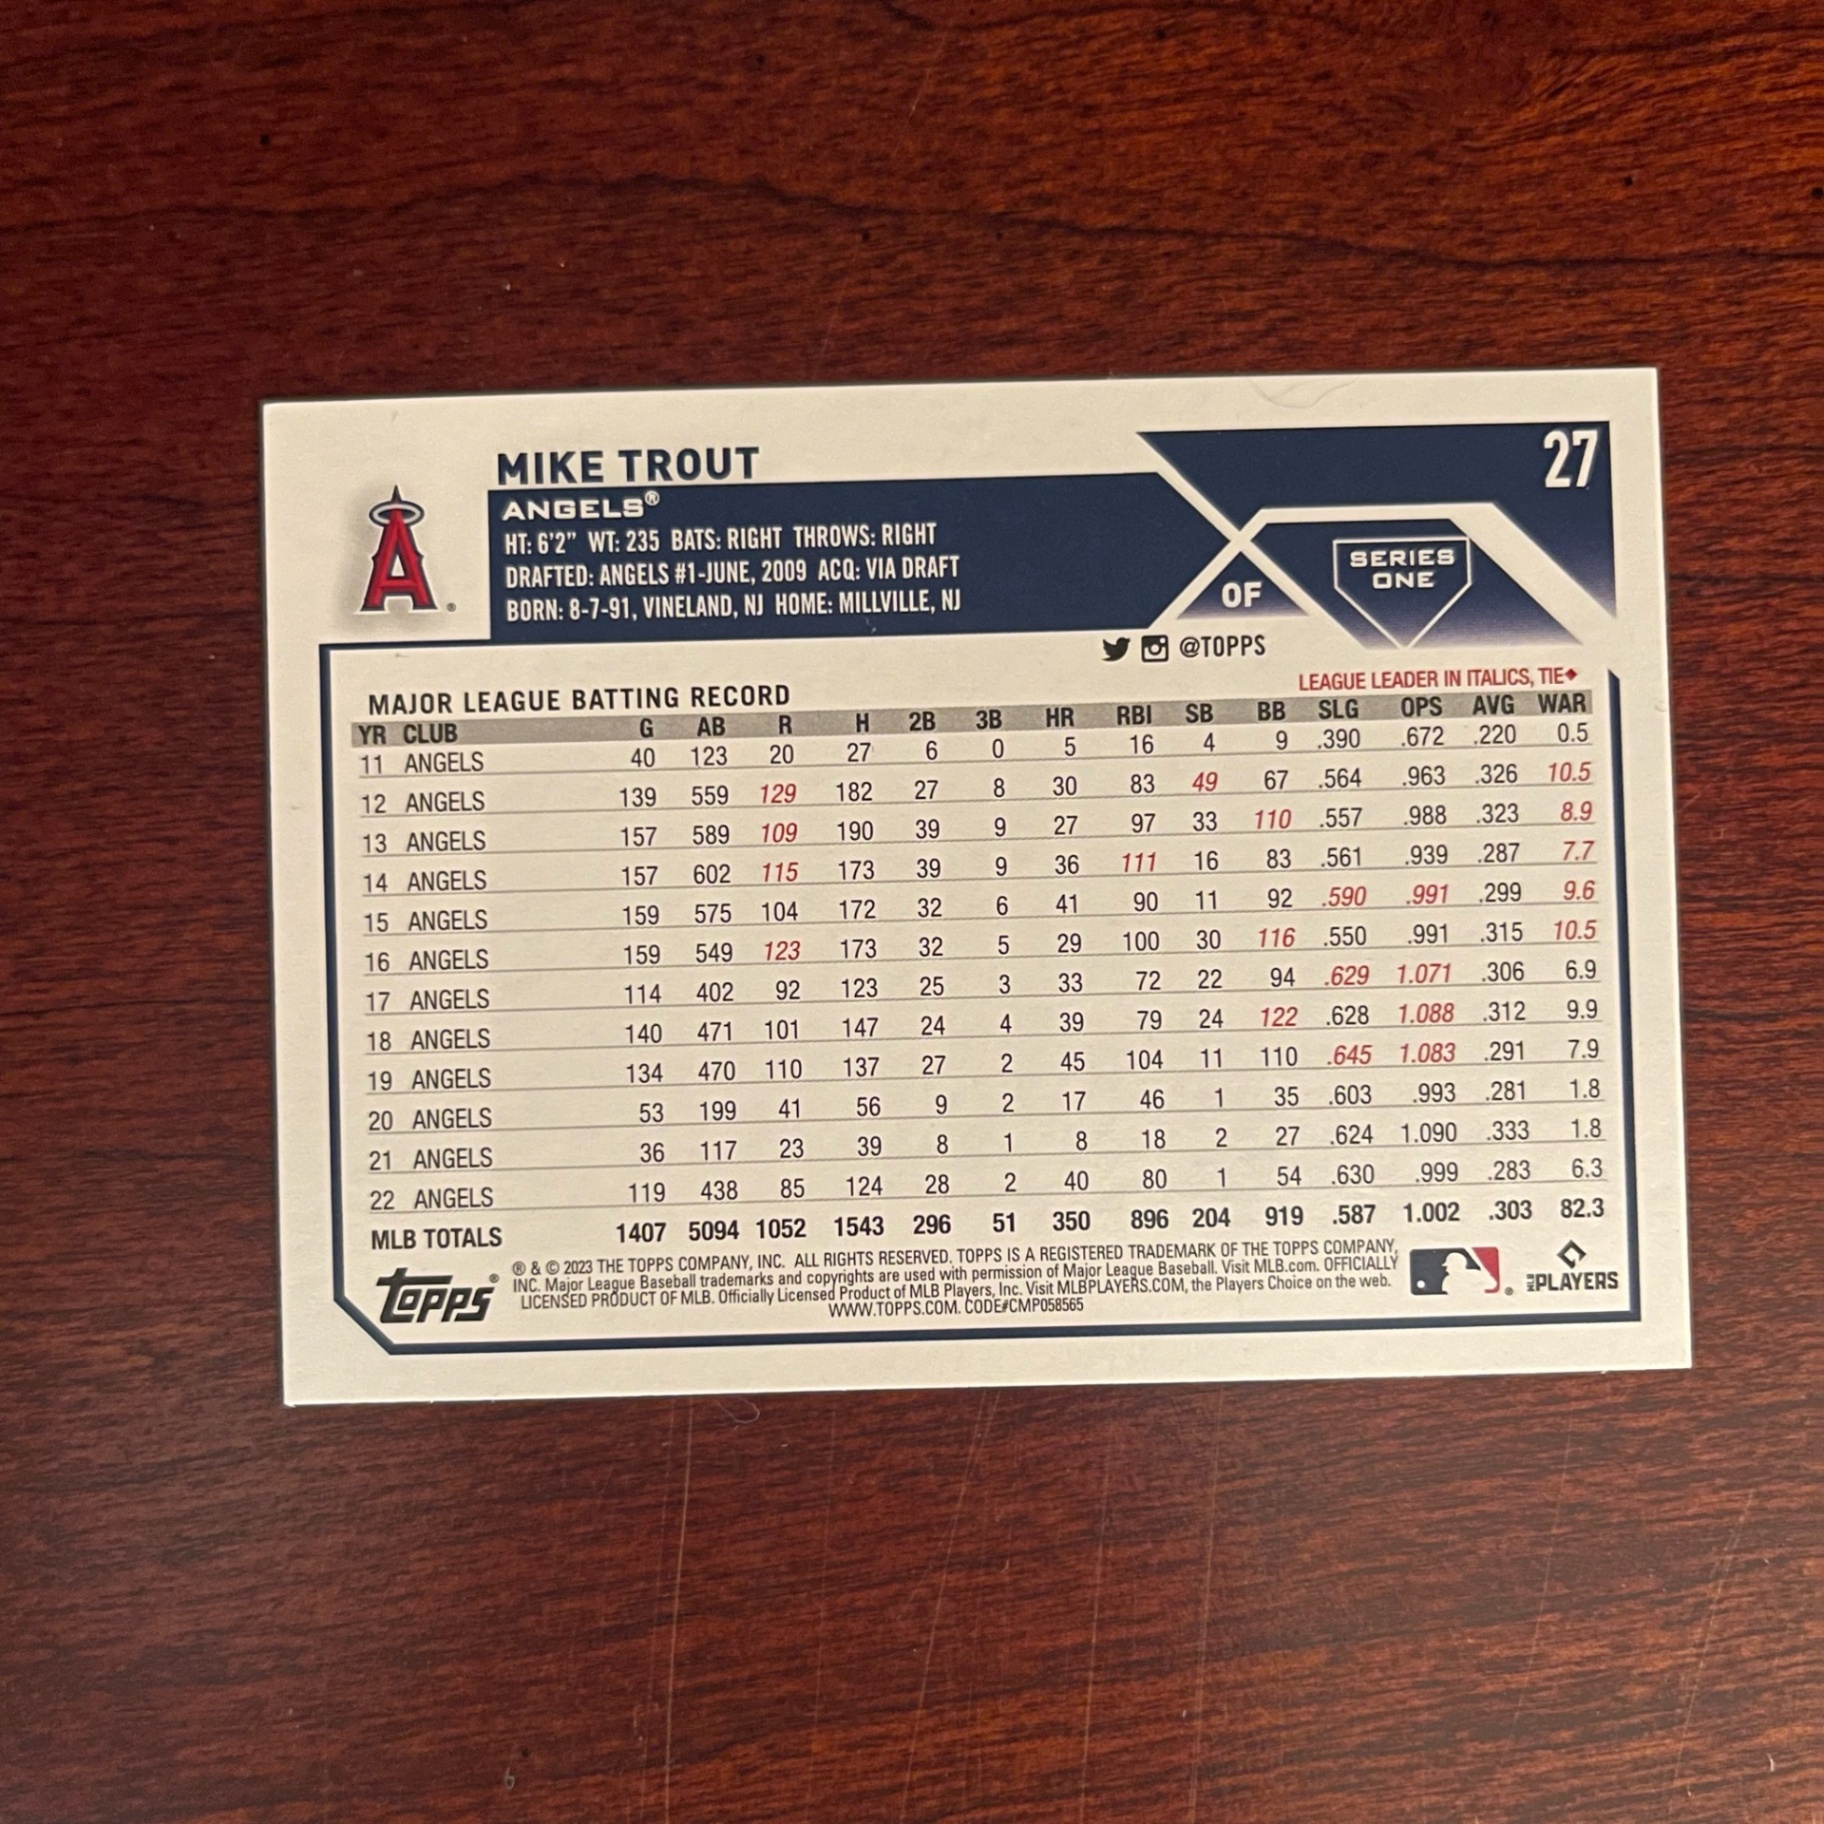 MIKE TROUT
27
ANGELS®
HT: 6'2" WT: 235 BATS: RIGHT THROWS: RIGHT
DRAFTED: ANGELS #1-JUNE, 2009 ACQ: VIA DRAFT
BORN: 8-7-91, VINELAND, NJ HOME: MILLVILLE, NJ
A®
OF
SERIES
ONE
@TOPPS
MAJOR LEAGUE BATTING RECORD
LEAGUE LEADER IN ITALICS, TIE♦
YR CLUB G AB R H 2B 3B HR RBI SB BB SLG OPS AVG WAR
11 ANGELS 40 123 20 27 6 0 5 16 4 9 .390 .672 .220 0.5
12 ANGELS 139 559 129 182 27 8 30 83 49 67 .564 .963 .326 10.5
13 ANGELS 157 589 109 190 39 9 27 97 33 110 .557 .988 .323 8.9
14 ANGELS 157 602 115 173 39 9 36 111 16 83 .561 .939 .287 7.7
15 ANGELS 159 575 104 172 32 6 41 90 11 92 .590 .991 .299 9.6
16 ANGELS 159 549 123 173 32 5 29 100 30 116 .550 .991 .315 10.5
17 ANGELS 114 402 92 123 25 3 33 72 22 94 .629 1.071 .306 6.9
18 ANGELS 140 471 101 147 24 4 39 79 24 122 .628 1.088 .312 9.9
19 ANGELS 134 470 110 137 27 2 45 104 11 110 .645 1.083 .291 7.9
20 ANGELS 53 199 41 56 9 2 17 46 1 35 .603 .993 .281 1.8
21 ANGELS 36 117 23 39 8 1 8 18 2 27 .624 1.090 .333 1.8
22 ANGELS 119 438 85 124 28 2 40 80 1 54 .630 .999 .283 6.3
MLB TOTALS 1407 5094 1052 1543 296 51 350 896 204 919 .587 1.002 .303 82.3
Topps®
® & © 2023 THE TOPPS COMPANY, INC. ALL RIGHTS RESERVED. TOPPS IS A REGISTERED TRADEMARK OF THE TOPPS COMPANY,
INC. Major League Baseball trademarks and copyrights are used with permission of Major League Baseball. Visit MLB.com. OFFICIALLY
LICENSED PRODUCT OF MLB. Officially Licensed Product of MLB Players, Inc. Visit MLBPLAYERS.COM, the Players Choice on the web.
WWW.TOPPS.COM. CODE#CMP058565
MLB PLAYERS